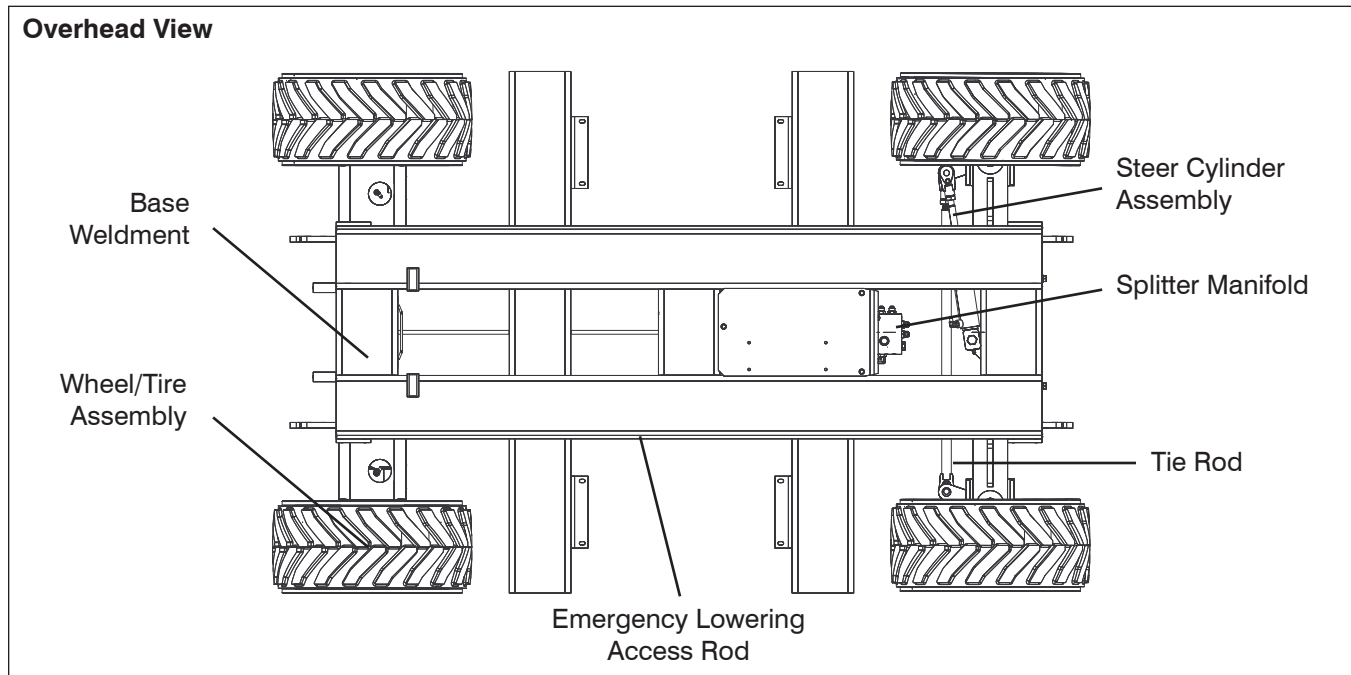 Overhead View
Base
Weldment
Wheel/Tire
Assembly
Steer Cylinder
Assembly
Splitter Manifold
Tie Rod
Emergency Lowering
Access Rod